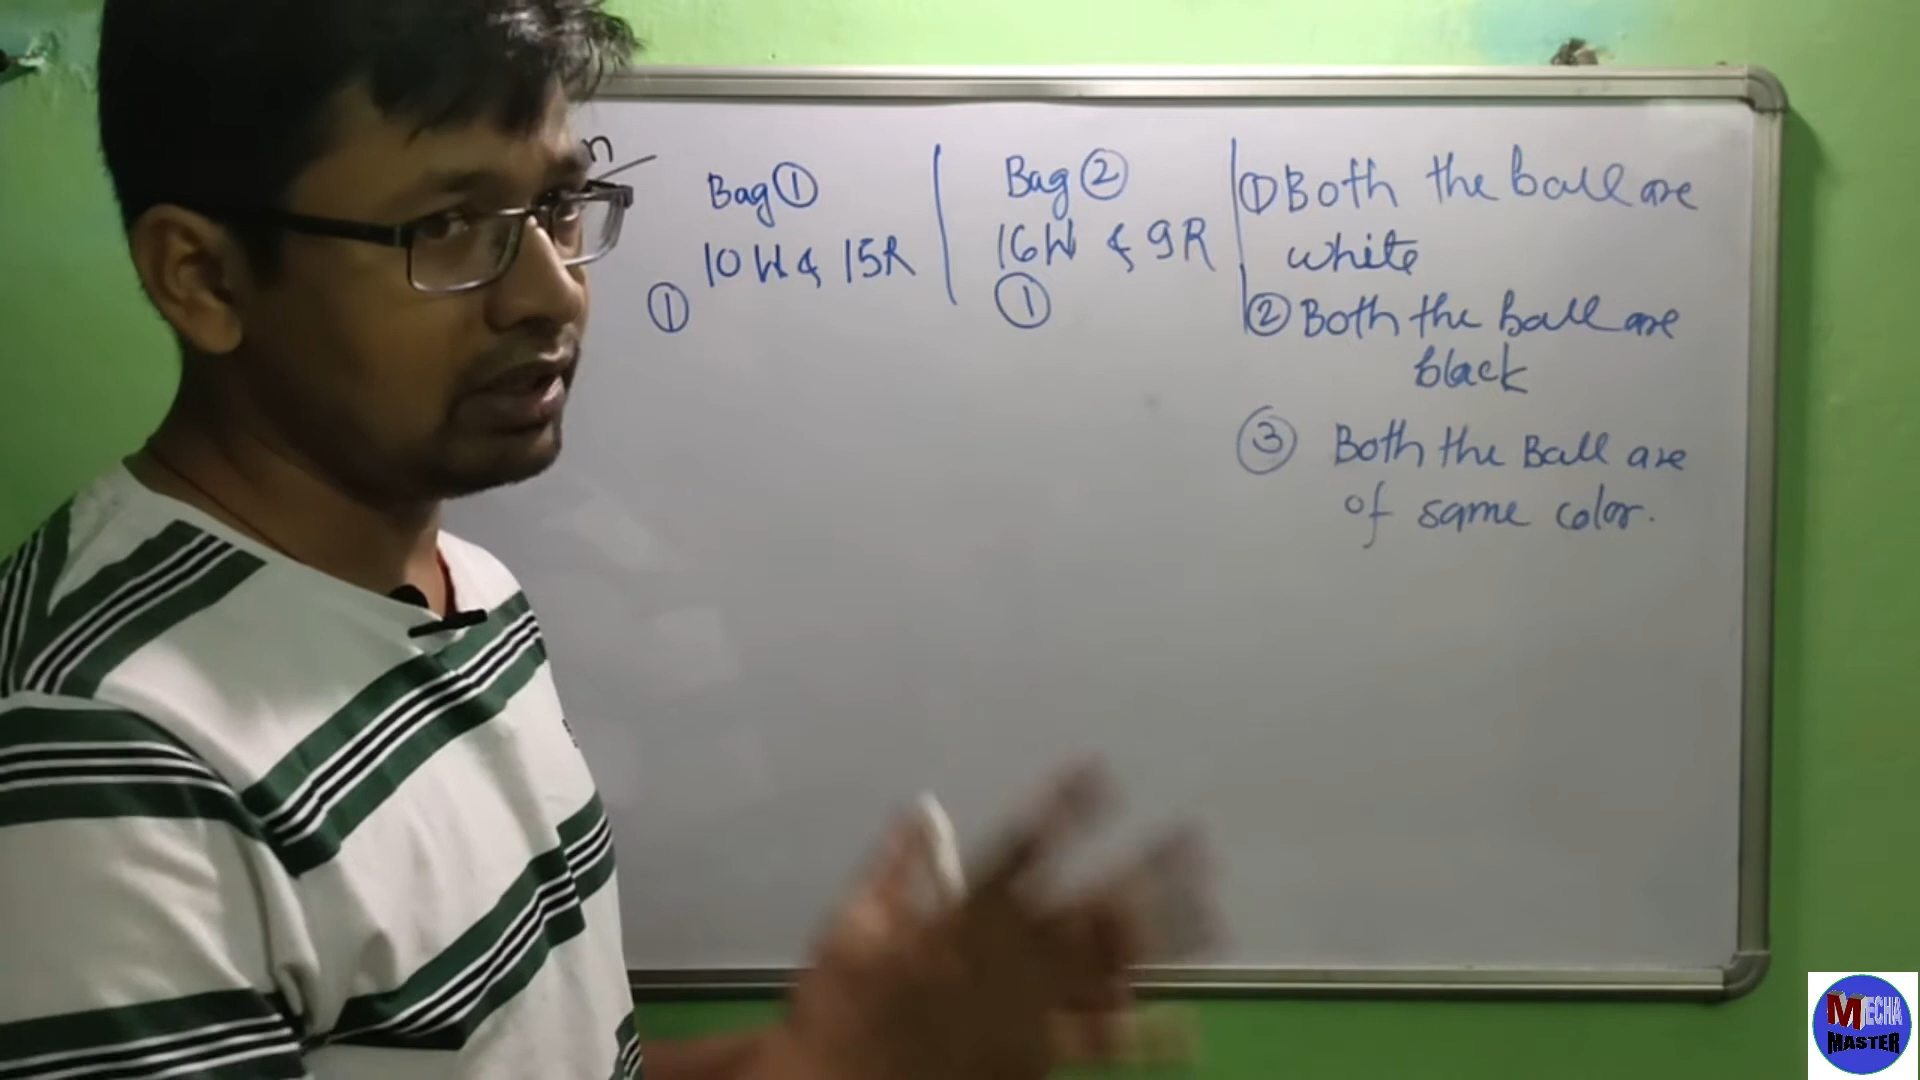 n
Bag ①
10 W & 15R
①
Bag ②
16W & 9R
①
① Both the ball are
white
② Both the ball are
black
③ Both the Ball are
of same color.
MECHA
MASTER